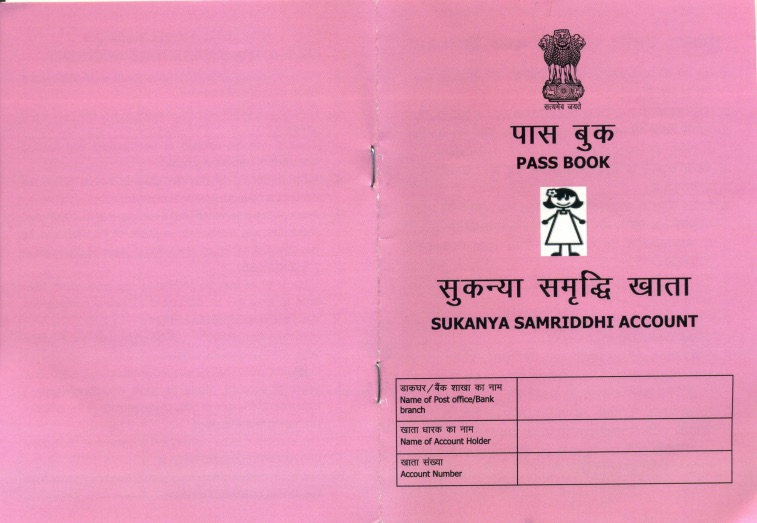 सत्यमेव जयते
पास बुक
PASS BOOK
सुकन्या समृद्धि खाता
SUKANYA SAMRIDDHI ACCOUNT
डाकघर/बैंक शाखा का नाम
Name of Post office/Bank
branch
खाता धारक का नाम
Name of Account Holder
खाता संख्या
Account Number